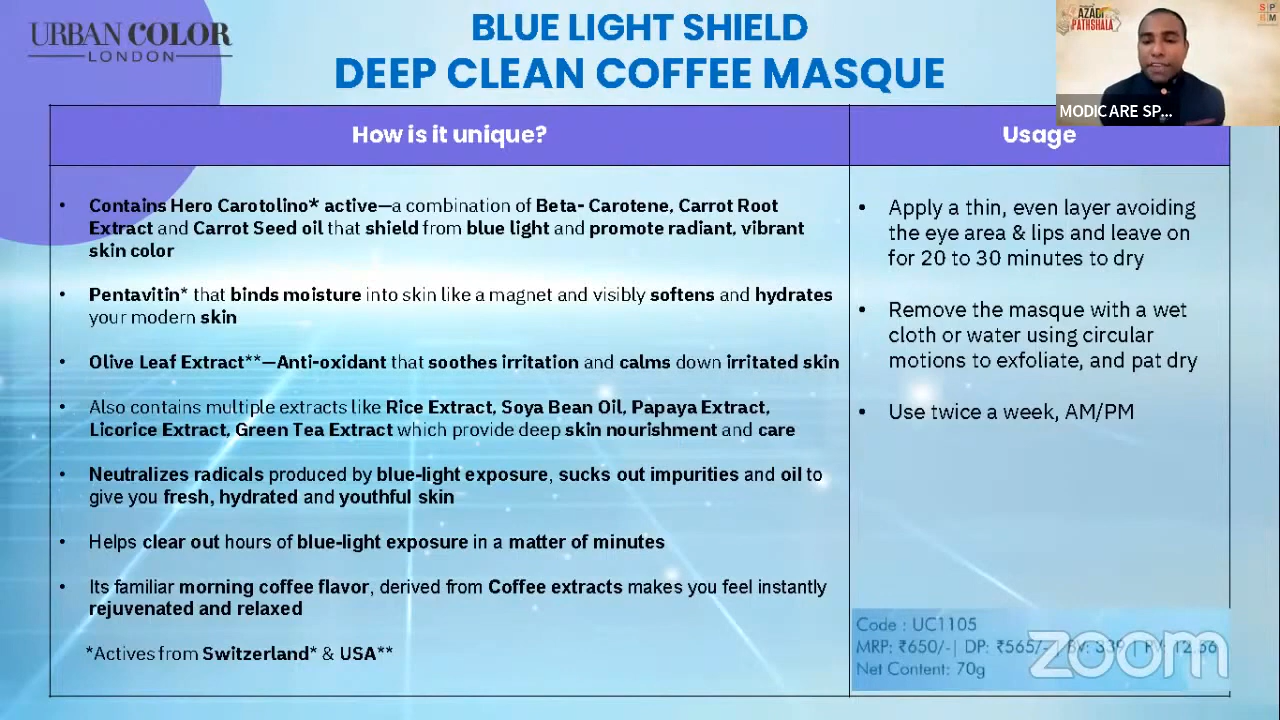 URBAN COLOR
LONDON
BLUE LIGHT SHIELD
DEEP CLEAN COFFEE MASQUE
AZADI
PATHSHALA
S P
B M
MODICARE SP...
How is it unique?
Usage
• Contains Hero Carotolino* active—a combination of Beta- Carotene, Carrot Root
Extract and Carrot Seed oil that shield from blue light and promote radiant, vibrant
skin color
• Pentavitin* that binds moisture into skin like a magnet and visibly softens and hydrates
your modern skin
• Olive Leaf Extract**—Anti-oxidant that soothes irritation and calms down irritated skin
• Also contains multiple extracts like Rice Extract, Soya Bean Oil, Papaya Extract,
Licorice Extract, Green Tea Extract which provide deep skin nourishment and care
• Neutralizes radicals produced by blue-light exposure, sucks out impurities and oil to
give you fresh, hydrated and youthful skin
• Helps clear out hours of blue-light exposure in a matter of minutes
• Its familiar morning coffee flavor, derived from Coffee extracts makes you feel instantly
rejuvenated and relaxed
*Actives from Switzerland* & USA**
• Apply a thin, even layer avoiding
the eye area & lips and leave on
for 20 to 30 minutes to dry
• Remove the masque with a wet
cloth or water using circular
motions to exfoliate, and pat dry
• Use twice a week, AM/PM
Code : UC1105
MRP: ₹650/-| DP: ₹565/-| BV: 339 | PV: 12.56
Net Content: 70g
zoom